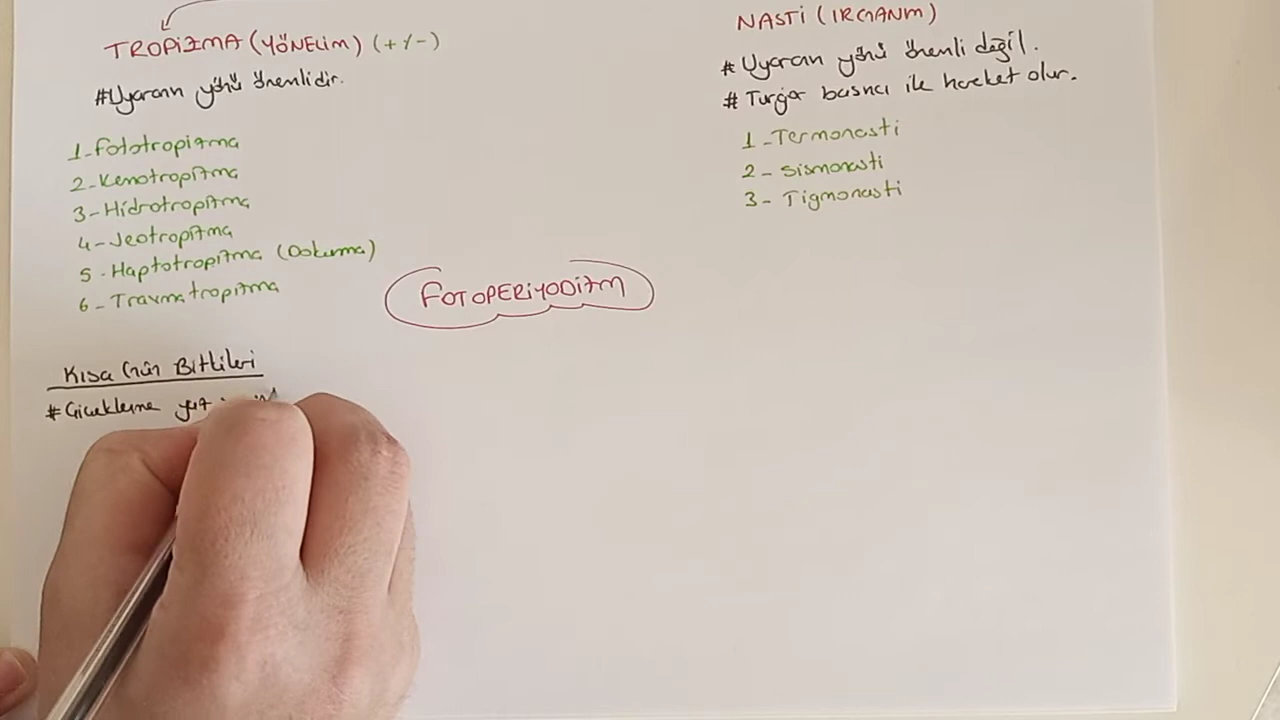 TROPİZMA (YÖNELİM) (+/-)
#Uyaranın yönü önemlidir.
1-Fototropizma
2-Kemotropizma
3-Hidrotropizma
4-Jeotropizma
5-Haptotropizma (Dokunma)
6-Travmatropizma
NASTİ (IRGANIM)
# Uyaran yönü önemli değil.
# Turgor basıncı ile hareket olur.
1-Termonasti
2-Sismonasti
3-Tigmonasti
FOTOPERİYODİZM
Kısa Gün Bitkileri
#Çiçeklenme